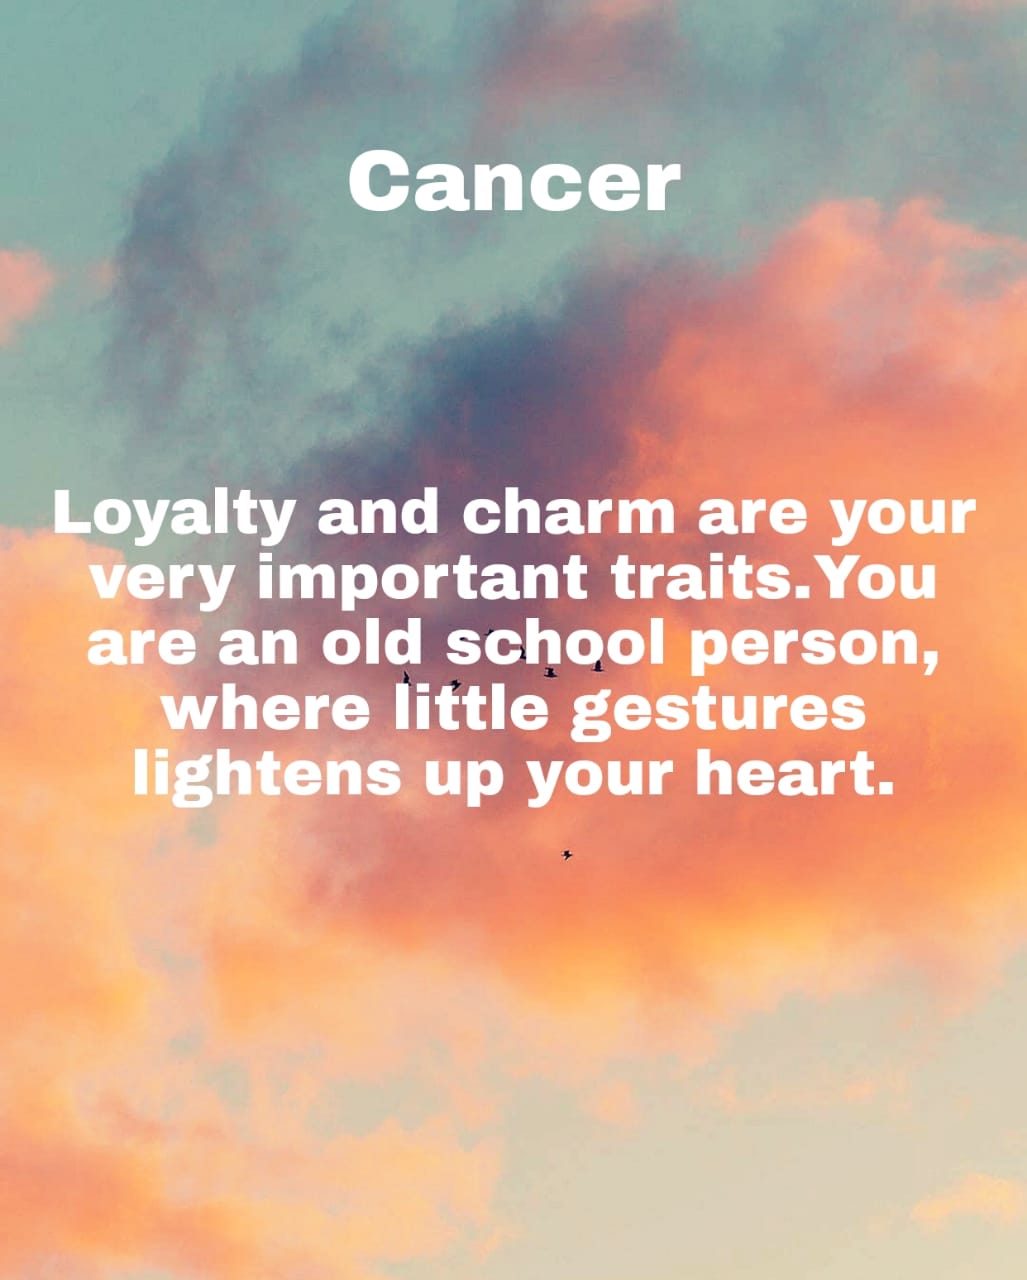 Cancer
Loyalty and charm are your
very important traits.You
are an old school person,
where little gestures
lightens up your heart.